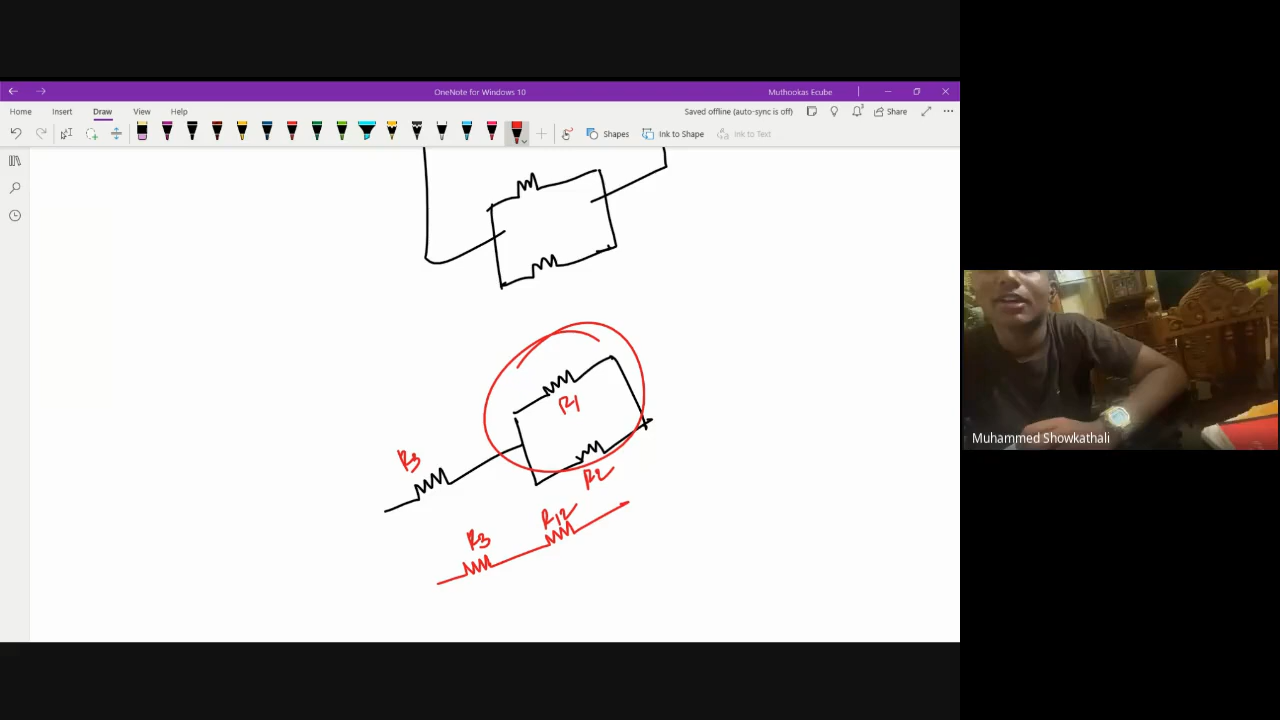 OneNote for Windows 10
Muthookas Ecube
Home Insert Draw View Help
Saved offline (auto-sync is off)
Share
Shapes
Ink to Shape
Ink to Text
R1
R3
R2
R12
R3
Muhammed Showkathali